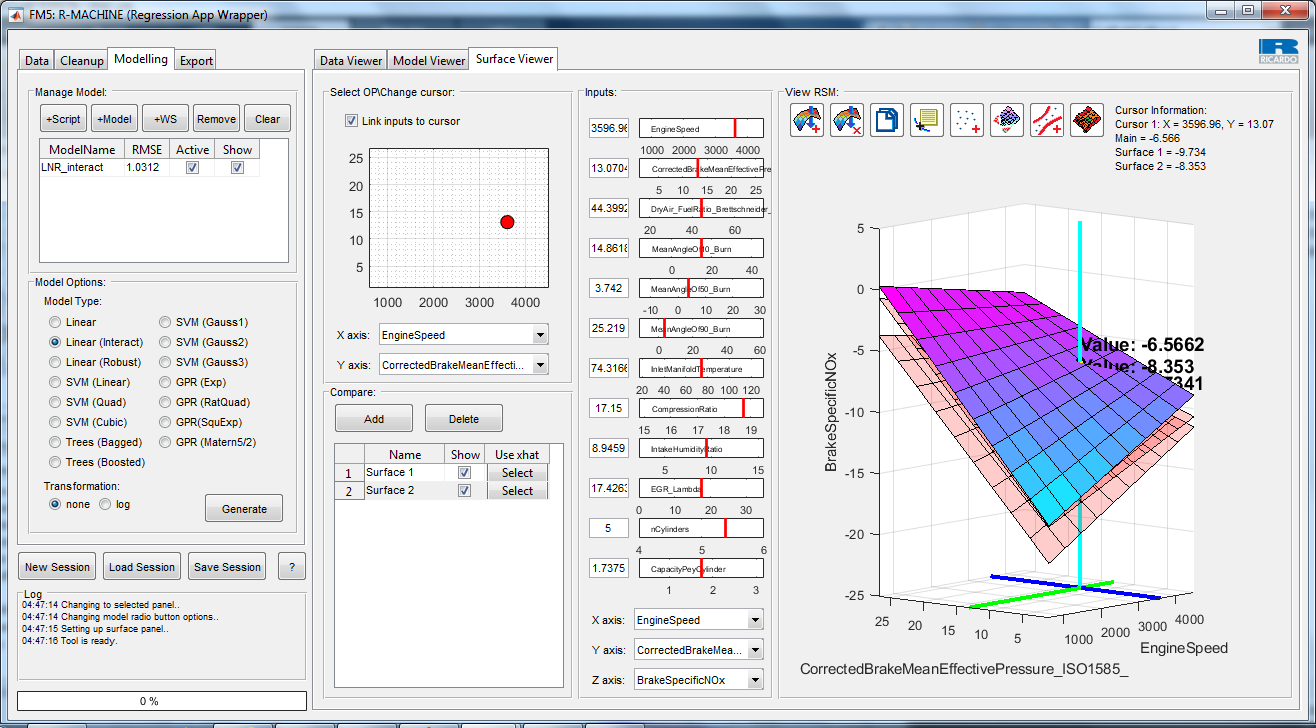 FM5: R-MACHINE (Regression App Wrapper)
Data Cleanup Modelling Export
Manage Model:
+Script +Model +WS Remove Clear
ModelName RMSE Active Show
LNR_interact 1.0312
Model Options:
Model Type:
Linear SVM (Gauss1)
Linear (Interact) SVM (Gauss2)
Linear (Robust) SVM (Gauss3)
SVM (Linear) GPR (Exp)
SVM (Quad) GPR (RatQuad)
SVM (Cubic) GPR(SquExp)
Trees (Bagged) GPR (Matern5/2)
Trees (Boosted)
Transformation:
none log Generate
New Session Load Session Save Session ?
Log
04:47:14 Changing to selected panel..
04:47:14 Changing model radio button options..
04:47:15 Setting up surface panel..
04:47:16 Tool is ready.
0 %
Data Viewer Model Viewer Surface Viewer
Select OP\Change cursor:
Link inputs to cursor
25
20
15
10
5
1000 2000 3000 4000
X axis: EngineSpeed
Y axis: CorrectedBrakeMeanEffecti...
Compare:
Add Delete
Name Show Use xhat
1 Surface 1 Select
2 Surface 2 Select
Inputs:
3596.96 EngineSpeed
1000 2000 3000 4000
13.0704 CorrectedBrakeMeanEffectivePre
5 10 15 20 25
44.3992 DryAir_FuelRatio_Brettschneider_
20 40 60
14.8618 MeanAngleOf10_Burn
0 20 40
3.742 MeanAngleOf50_Burn
-10 0 10 20 30
25.219 MeanAngleOf90_Burn
0 20 40 60
74.3166 InletManifoldTemperature
20 40 60 80 100 120
17.15 CompressionRatio
15 16 17 18 19
8.9459 IntakeHumidityRatio
5 10 15
17.4263 EGR_Lambda
0 10 20 30
5 nCylinders
4 5 6
1.7375 CapacityPeyCylinder
1 2 3
X axis: EngineSpeed
Y axis: CorrectedBrakeMea...
Z axis: BrakeSpecificNOx
RICARDO
View RSM:
Cursor Information:
Cursor 1: X = 3596.96, Y = 13.07
Main = -6.566
Surface 1 = -9.734
Surface 2 = -8.353
5
0
-5
-10
-15
-20
-25
BrakeSpecificNOx
Value: -6.5662
Value: -8.353
7341
25 20 15 10 5
1000 2000 3000 4000
EngineSpeed
CorrectedBrakeMeanEffectivePressure_ISO1585_